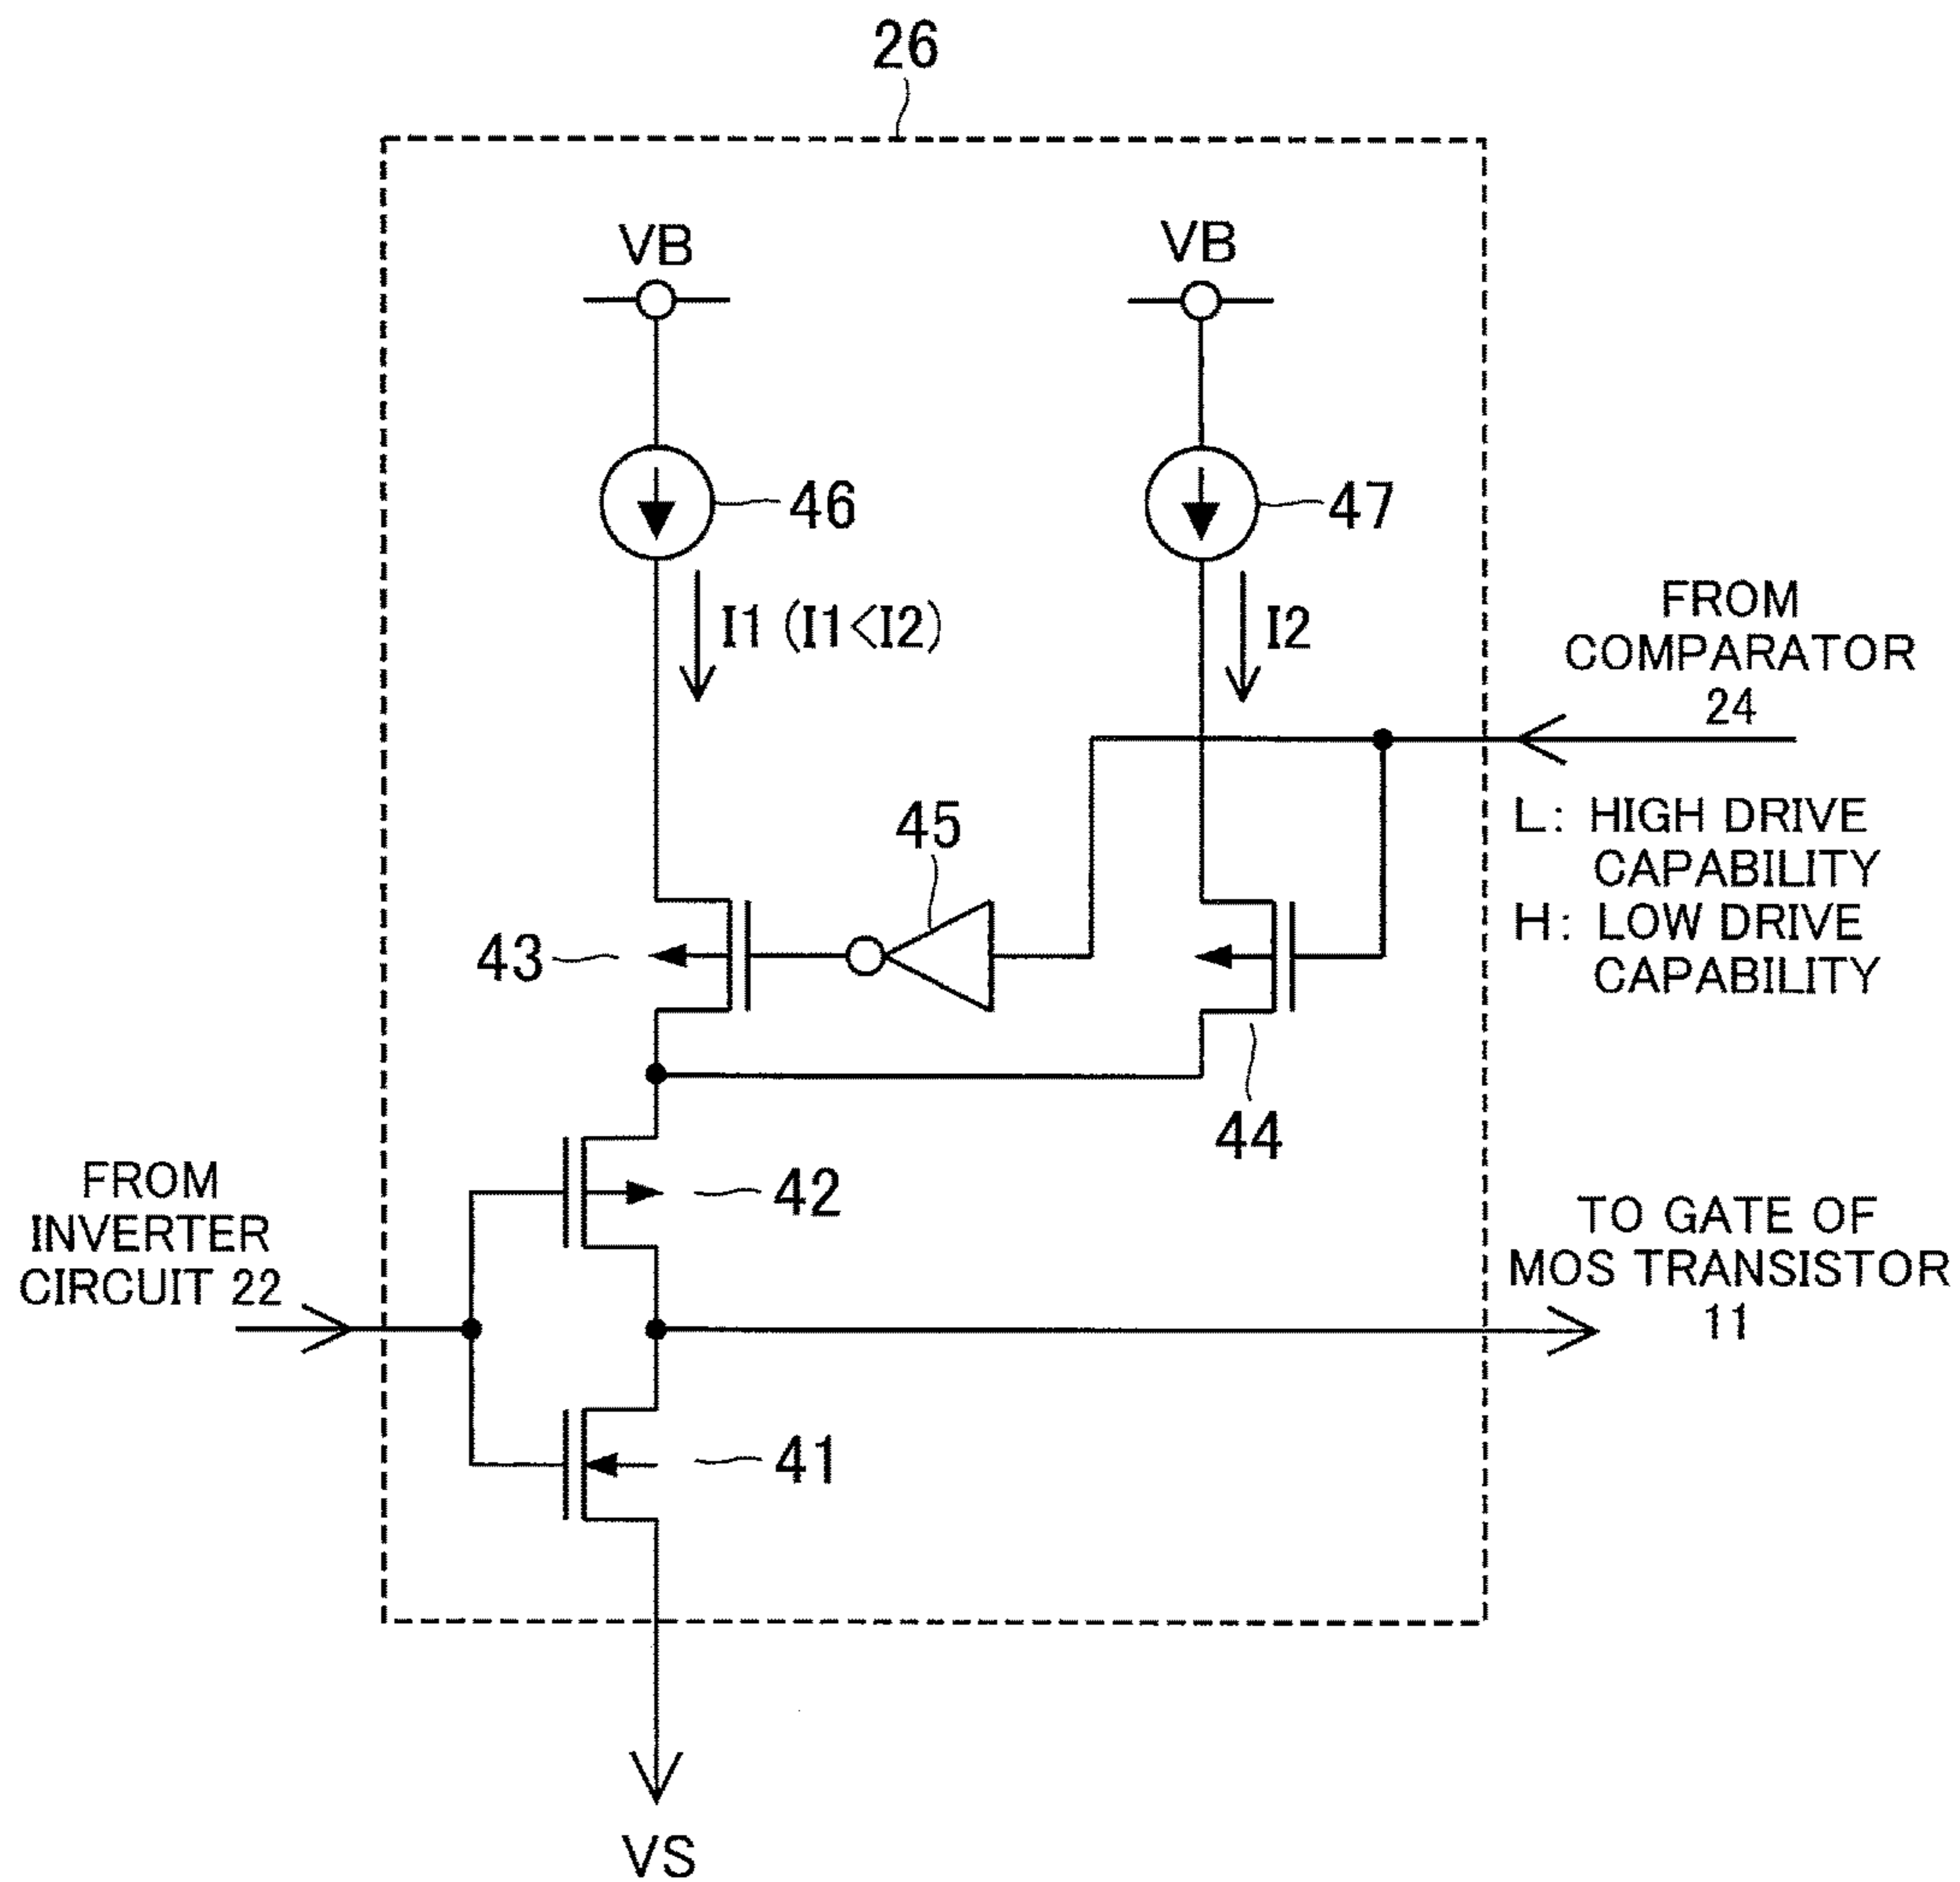 26
VB
VB
46
47
I1 (I1<I2)
I2
FROM
COMPARATOR
24
L: HIGH DRIVE
CAPABILITY
H: LOW DRIVE
CAPABILITY
45
43
44
42
FROM
INVERTER
CIRCUIT 22
TO GATE OF
MOS TRANSISTOR
11
41
VS